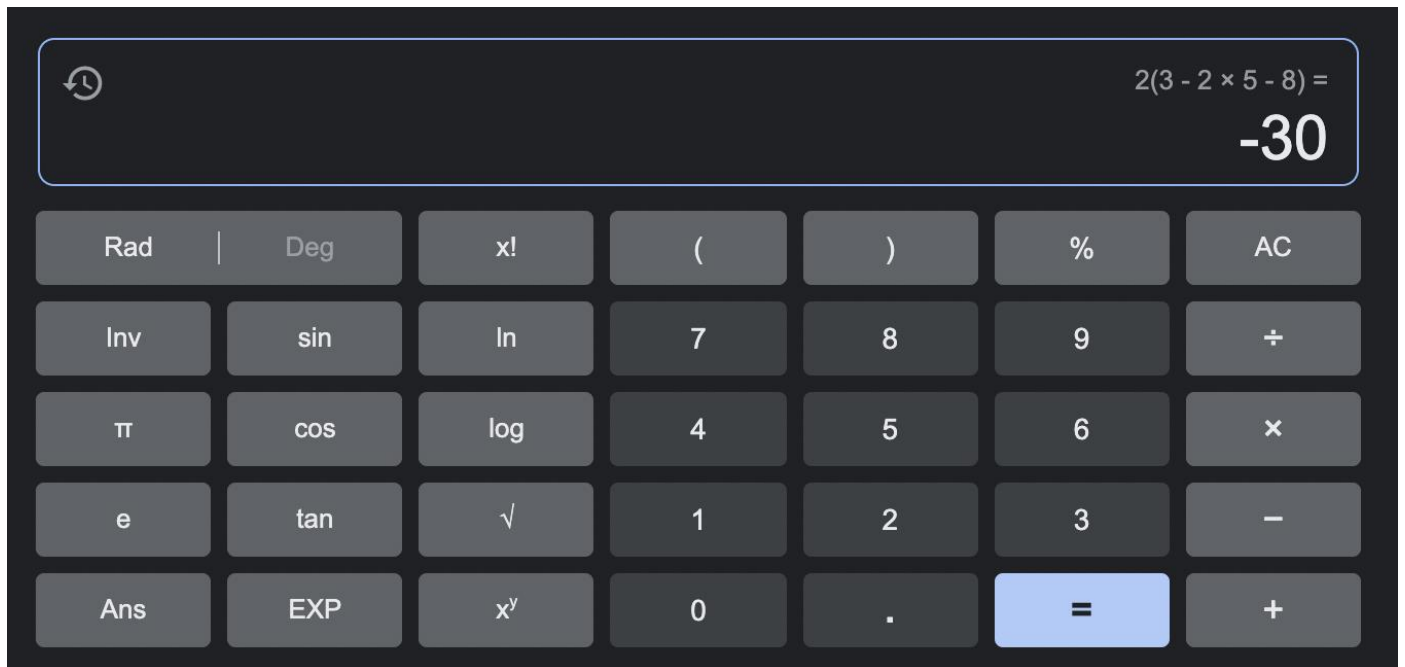 2(3 - 2 × 5 - 8) =
-30
Rad | Deg x! ( ) % AC
Inv sin ln 7 8 9 ÷
π cos log 4 5 6 ×
e tan √ 1 2 3 −
Ans EXP xʸ 0 . = +